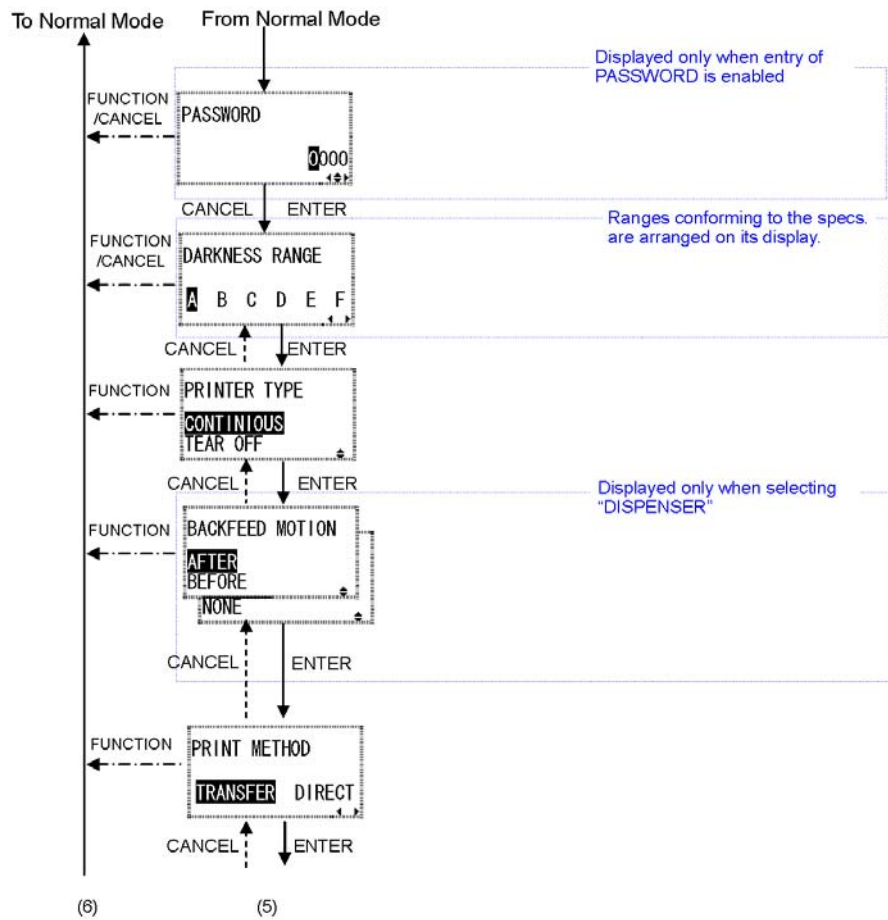 To Normal Mode
From Normal Mode
Displayed only when entry of
PASSWORD is enabled
FUNCTION
/CANCEL
PASSWORD
0000
CANCEL
ENTER
Ranges conforming to the specs.
are arranged on its display.
FUNCTION
/CANCEL
DARKNESS RANGE
A B C D E F
CANCEL
ENTER
FUNCTION
PRINTER TYPE
CONTINIOUS
TEAR OFF
CANCEL
ENTER
Displayed only when selecting
“DISPENSER”
FUNCTION
BACKFEED MOTION
AFTER
BEFORE
NONE
CANCEL
ENTER
FUNCTION
PRINT METHOD
TRANSFER DIRECT
CANCEL
ENTER
(6)
(5)